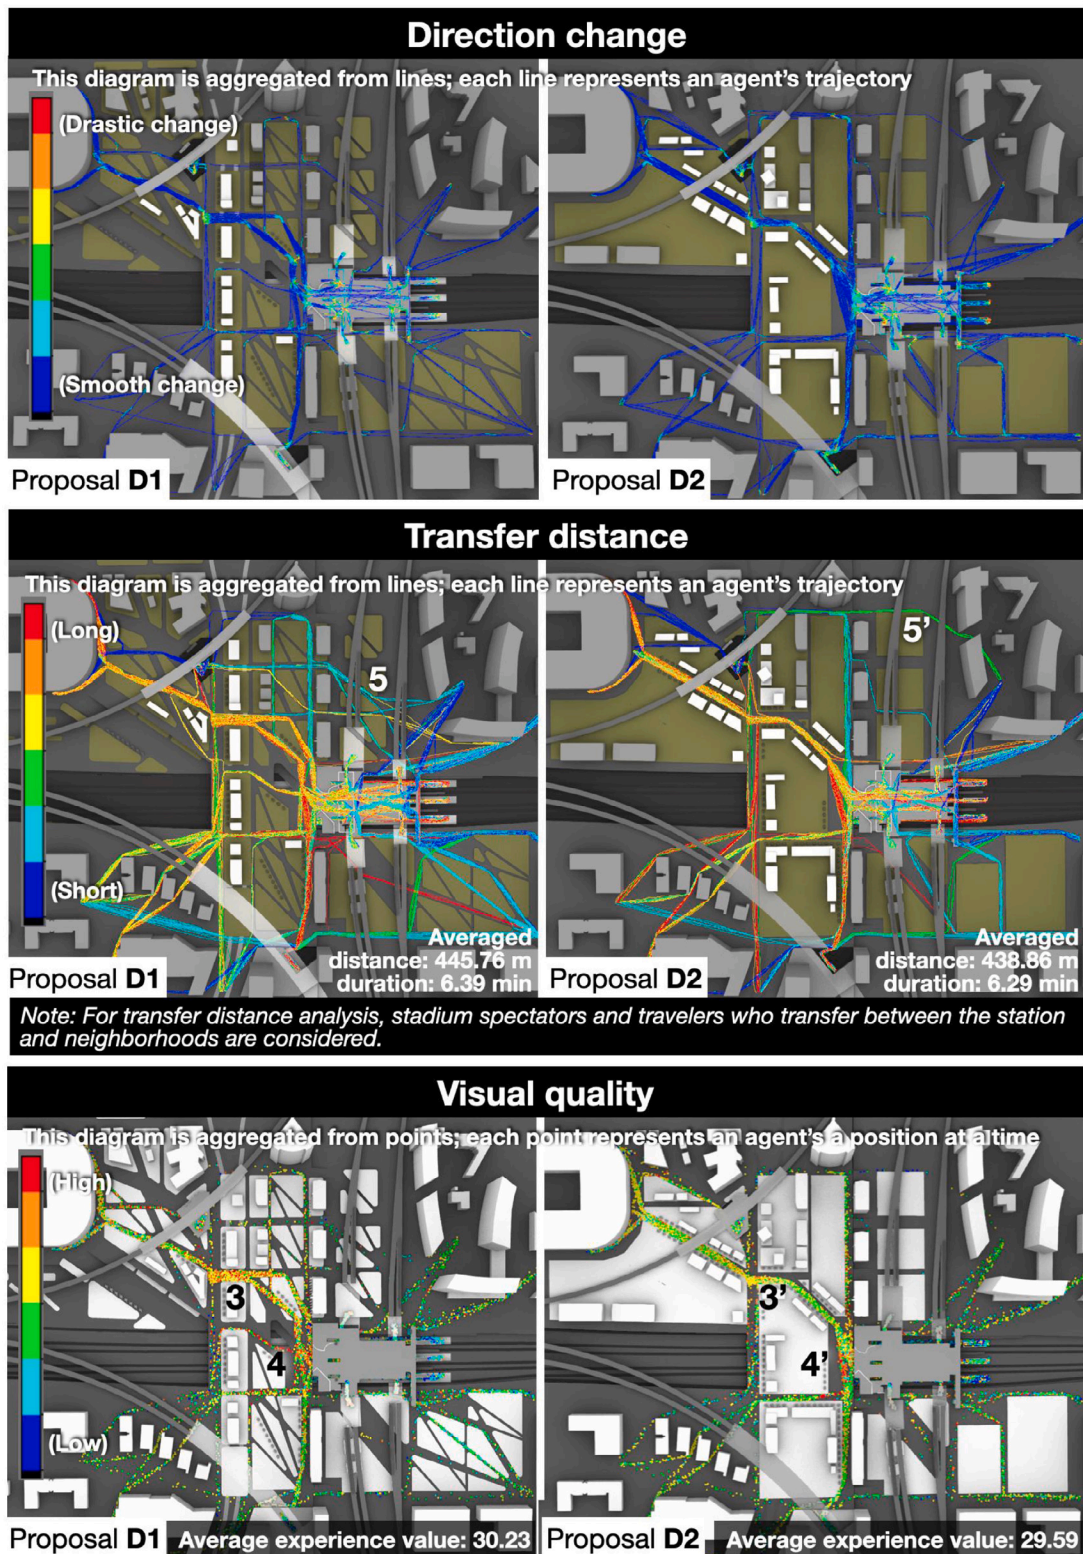 Direction change
This diagram is aggregated from lines; each line represents an agent's trajectory
(Drastic change)
(Smooth change)
Proposal D1
Proposal D2
Transfer distance
This diagram is aggregated from lines; each line represents an agent's trajectory
(Long)
5
5’
(Short)
Averaged
distance: 445.76 m
duration: 6.39 min
Proposal D1
Averaged
distance: 438.86 m
duration: 6.29 min
Proposal D2
Note: For transfer distance analysis, stadium spectators and travelers who transfer between the station
and neighborhoods are considered.
Visual quality
This diagram is aggregated from points; each point represents an agent's a position at a time
(High)
3
3’
4
4’
(Low)
Proposal D1
Average experience value: 30.23
Proposal D2
Average experience value: 29.59